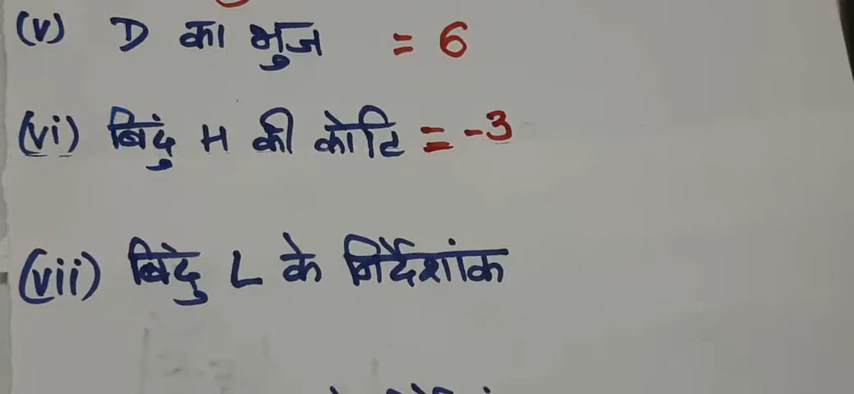 (v) D का भुज = 6
(vi) बिंदु H की कोटि = -3
(vii) बिंदु L के निर्देशांक